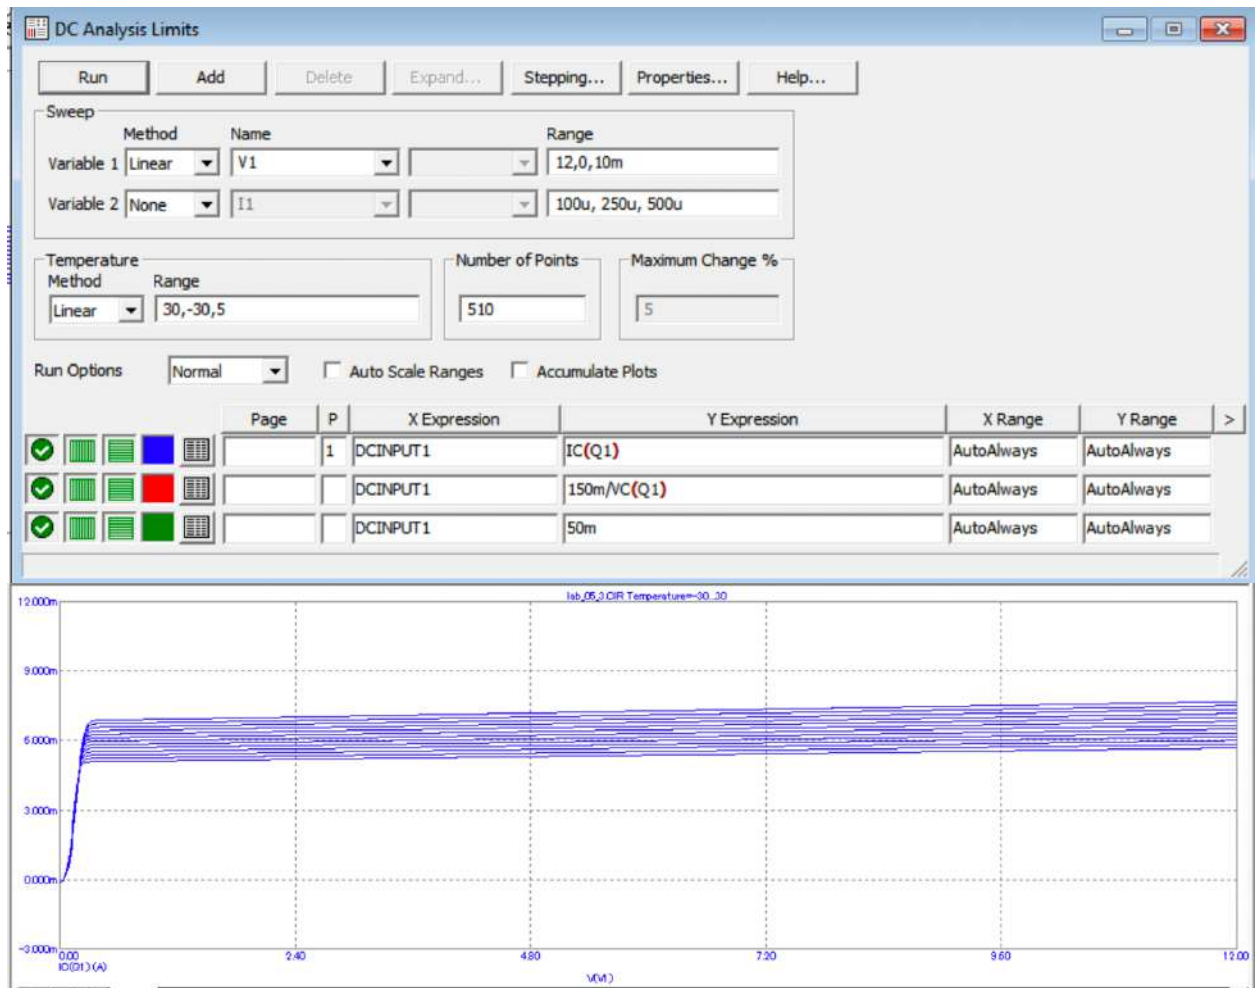 DC Analysis Limits
Run Add Delete Expand... Stepping... Properties... Help...
Sweep
Method Name Range
Variable 1 Linear V1 12,0,10m
Variable 2 None I1 100u, 250u, 500u
Temperature Number of Points Maximum Change %
Method Range
Linear 30,-30,5 510 5
Run Options Normal Auto Scale Ranges Accumulate Plots
Page P X Expression Y Expression X Range Y Range >
1 DCINPUT1 IC(Q1) AutoAlways AutoAlways
DCINPUT1 150m/VC(Q1) AutoAlways AutoAlways
DCINPUT1 50m AutoAlways AutoAlways
12.000m lab_05_3.CIR Temperature=-30...30
9.000m
6.000m
3.000m
0.000m
-3.000m
0.00 2.40 4.80 7.20 9.60 12.00
IC(Q1) (A)
V(V1)